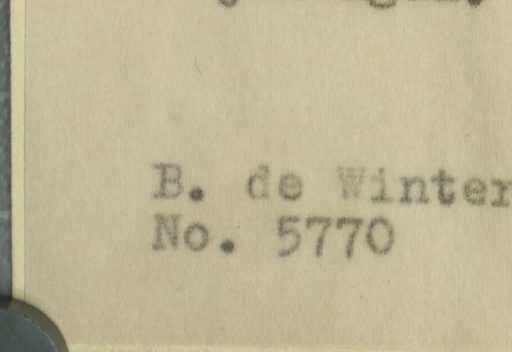 B. de Winter
No. 5770